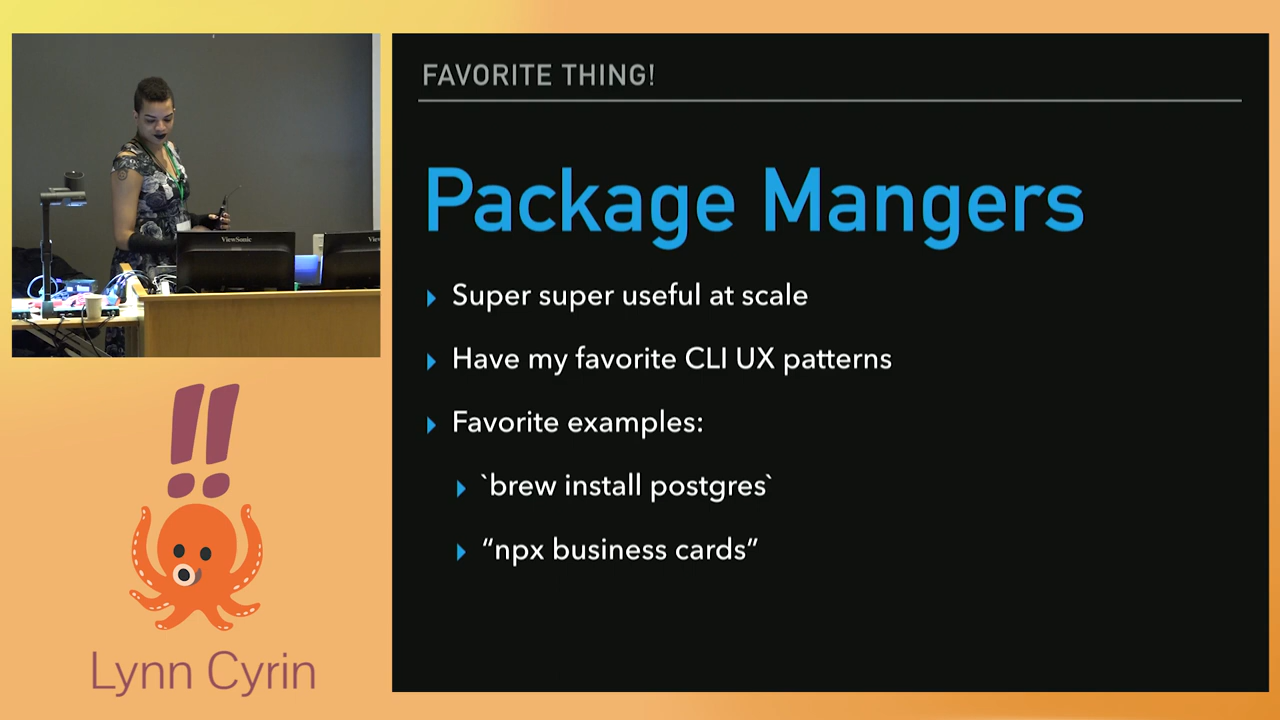 ViewSonic
!!
Lynn Cyrin
FAVORITE THING!
Package Mangers
Super super useful at scale
Have my favorite CLI UX patterns
Favorite examples:
`brew install postgres`
“npx business cards”